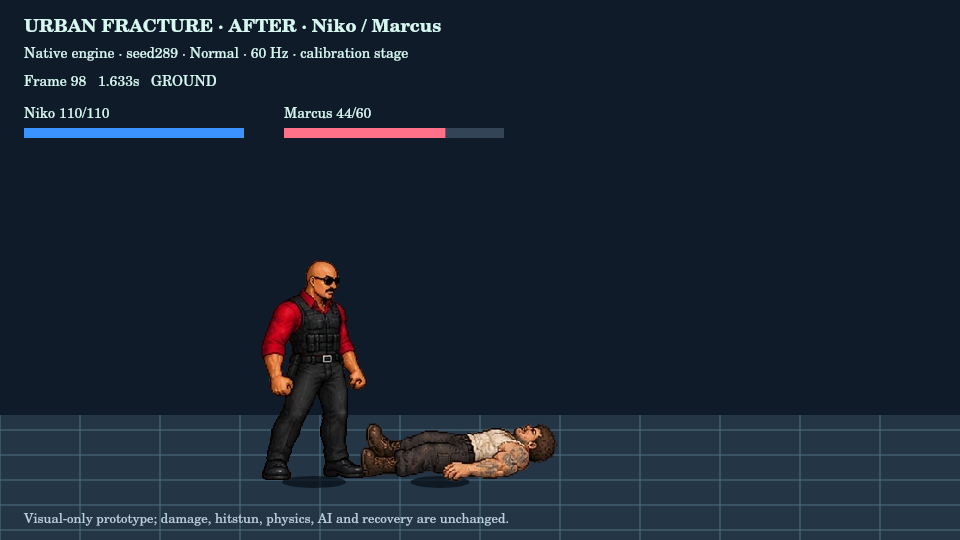 URBAN FRACTURE · AFTER · Niko / Marcus
Native engine · seed289 · Normal · 60 Hz · calibration stage
Frame 98 1.633s GROUND
Niko 110/110 Marcus 44/60
Visual-only prototype; damage, hitstun, physics, AI and recovery are unchanged.